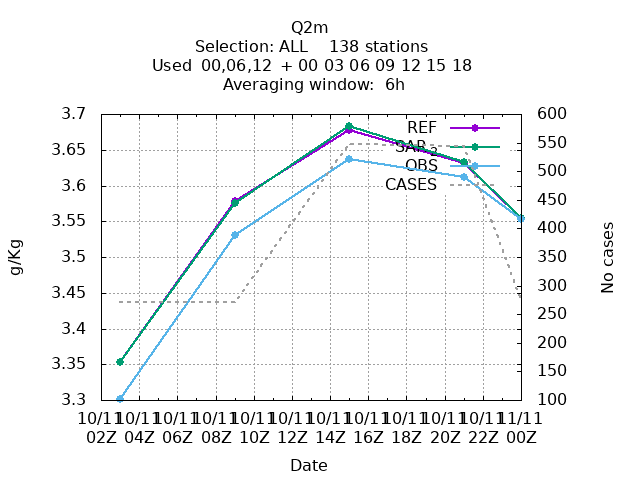 Q2m
Selection: ALL 138 stations
Used 00,06,12 + 00 03 06 09 12 15 18
Averaging window: 6h
3.7
3.65
3.6
3.55
3.5
3.45
3.4
3.35
3.3
g/Kg
REF
OBS
CASES
600
550
500
450
400
350
300
250
200
150
100
No cases
10/11 10/11 10/11 10/11 10/11 10/11 10/11 10/11 10/11 10/11 10/11 11/11
02Z 04Z 06Z 08Z 10Z 12Z 14Z 16Z 18Z 20Z 22Z 00Z
Date